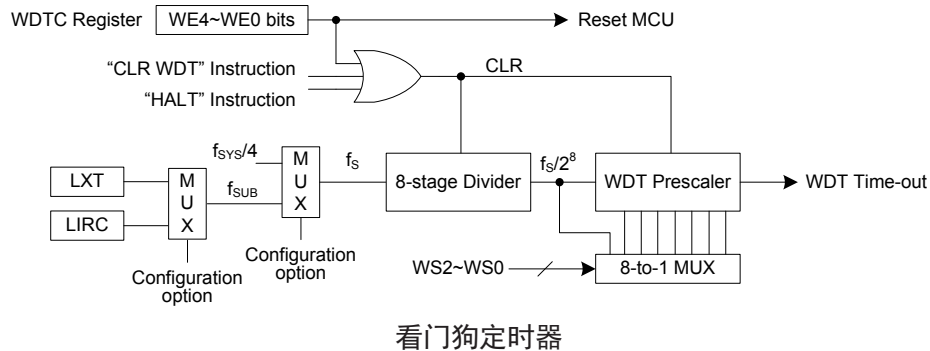 WDTC Register WE4~WE0 bits Reset MCU
CLR
“CLR WDT” Instruction
“HALT” Instruction
fSYS/4
M
U
X
fS
8-stage Divider
fS/2⁸
WDT Prescaler
WDT Time-out
LXT
LIRC
M
U
X
fSUB
Configuration
option
Configuration
option
WS2~WS0
8-to-1 MUX
看门狗定时器